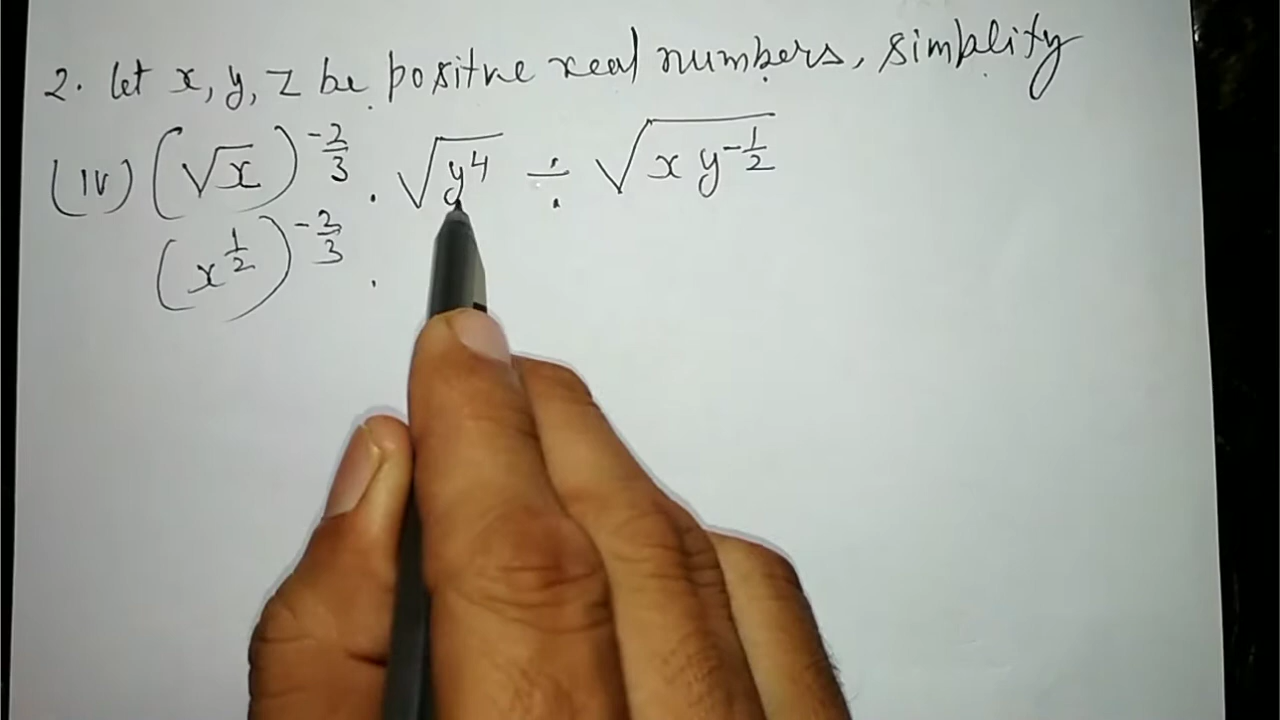 2. let x, y, z be positive real numbers, simplify
(IV) (√x)^(-2/3) . √(y^4) ÷ √(x y^(-1/2))
(x^(1/2))^(-2/3) .